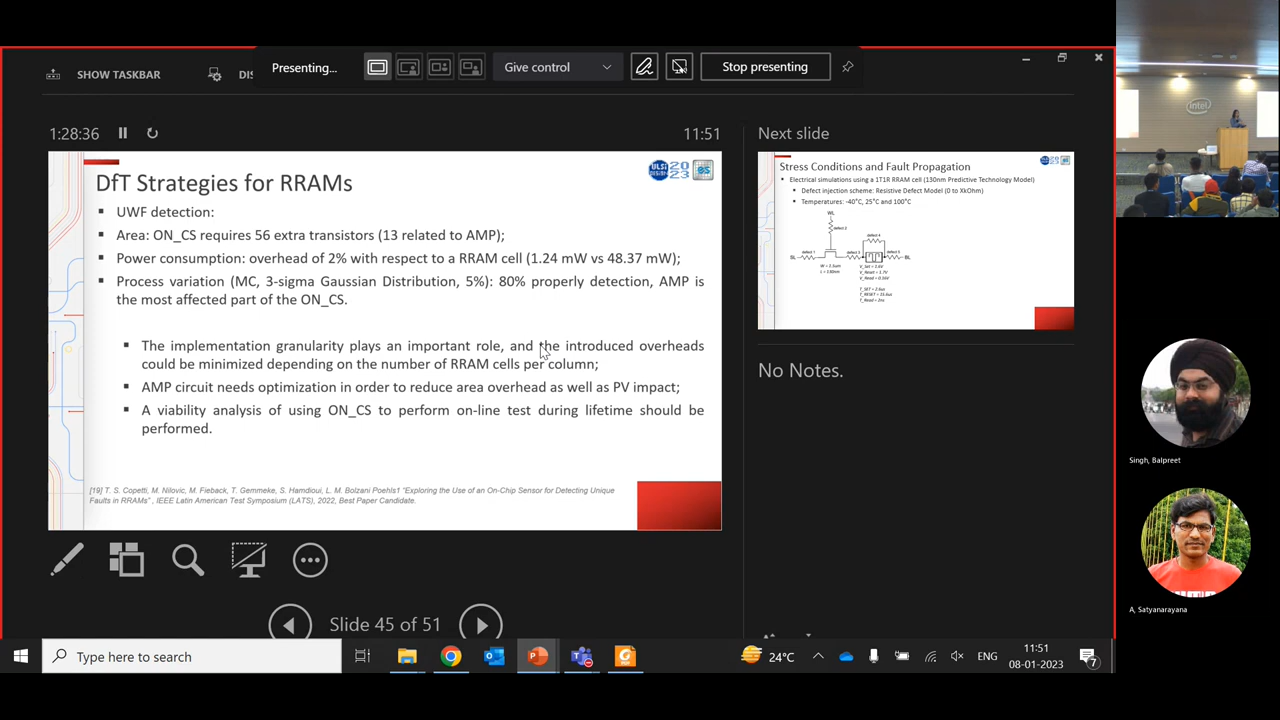 SHOW TASKBAR
Presenting...
Give control
Stop presenting
1:28:36
11:51
DfT Strategies for RRAMs
ULSI
2023
UWF detection:
Area: ON_CS requires 56 extra transistors (13 related to AMP);
Power consumption: overhead of 2% with respect to a RRAM cell (1.24 mW vs 48.37 mW);
Process variation (MC, 3-sigma Gaussian Distribution, 5%): 80% properly detection, AMP is
the most affected part of the ON_CS.
The implementation granularity plays an important role, and the introduced overheads
could be minimized depending on the number of RRAM cells per column;
AMP circuit needs optimization in order to reduce area overhead as well as PV impact;
A viability analysis of using ON_CS to perform on-line test during lifetime should be
performed.
[19] T. S. Copetti, M. Nilovic, M. Fieback, T. Gemmeke, S. Hamdioui, L. M. Bolzani Poehls1 "Exploring the Use of an On-Chip Sensor for Detecting Unique
Faults in RRAMs" , IEEE Latin American Test Symposium (LATS), 2022, Best Paper Candidate.
Slide 45 of 51
Next slide
Stress Conditions and Fault Propagation
Electrical simulations using a 1T1R RRAM cell (130nm Predictive Technology Model)
Defect injection scheme: Resistive Defect Model (0 to XkOhm)
Temperatures: -40°C, 25°C and 100°C
WL
SL
BL
No Notes.
intel
Singh, Balpreet
A, Satyanarayana
Type here to search
24°C
ENG
11:51
08-01-2023
7